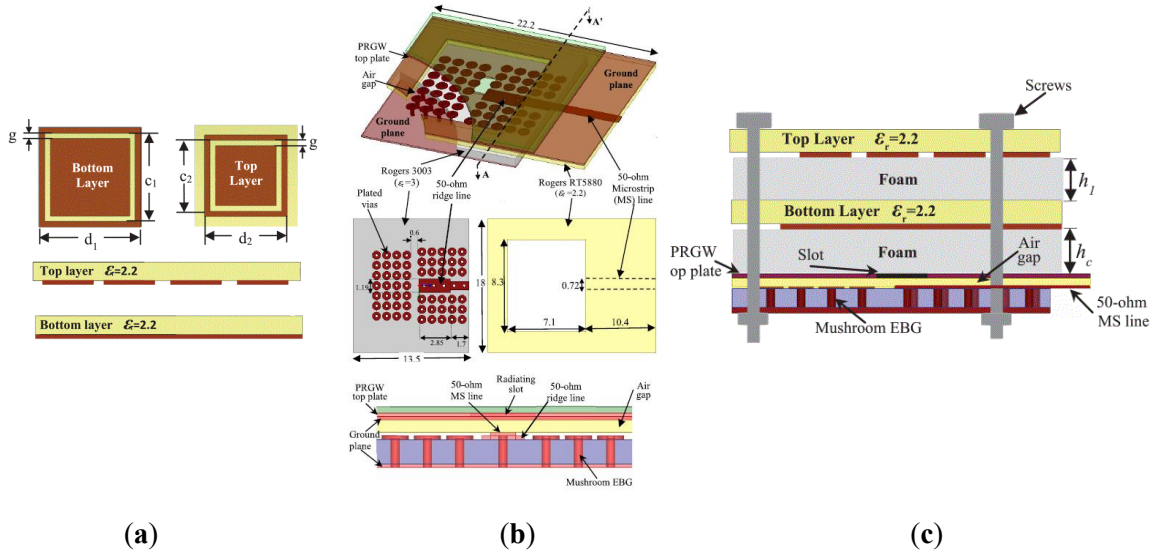 g
Bottom
Layer
c1
d1
c2
Top
Layer
g
d2
Top layer ε=2.2
Bottom layer εr=2.2
(a)
22.2
A'
PRGW
top plate
Air
gap
Ground
plane
Ground
plane
A
Rogers 3003
(εr=3)
50-ohm
ridge line
Rogers RT5880
(εr=2.2)
50-ohm
Microstrip
(MS) line
Plated
vias
0.6
1.19
18
8.3
0.72
2.85
1.7
13.5
7.1
10.4
PRGW
top plate
50-ohm
MS line
Radiating
slot
50-ohm
ridge line
Air
gap
Ground
plane
Mushroom EBG
(b)
Screws
Top Layer εr=2.2
Foam
h1
Bottom Layer εr=2.2
Foam
hc
PRGW
op plate
Slot
Air
gap
50-ohm
MS line
Mushroom EBG
(c)